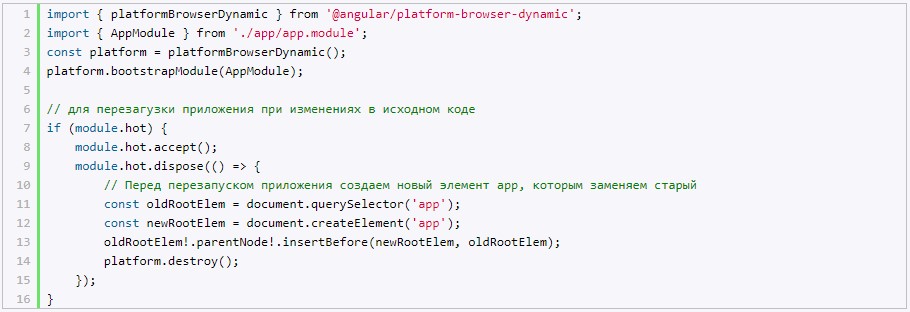 1 import { platformBrowserDynamic } from '@angular/platform-browser-dynamic';
2 import { AppModule } from './app/app.module';
3 const platform = platformBrowserDynamic();
4 platform.bootstrapModule(AppModule);
5
6 // для перезагузки приложения при изменениях в исходном коде
7 if (module.hot) {
8     module.hot.accept();
9     module.hot.dispose(() => {
10         // Перед перезапуском приложения создаем новый элемент app, которым заменяем старый
11         const oldRootElem = document.querySelector('app');
12         const newRootElem = document.createElement('app');
13         oldRootElem!.parentNode!.insertBefore(newRootElem, oldRootElem);
14         platform.destroy();
15     });
16 }